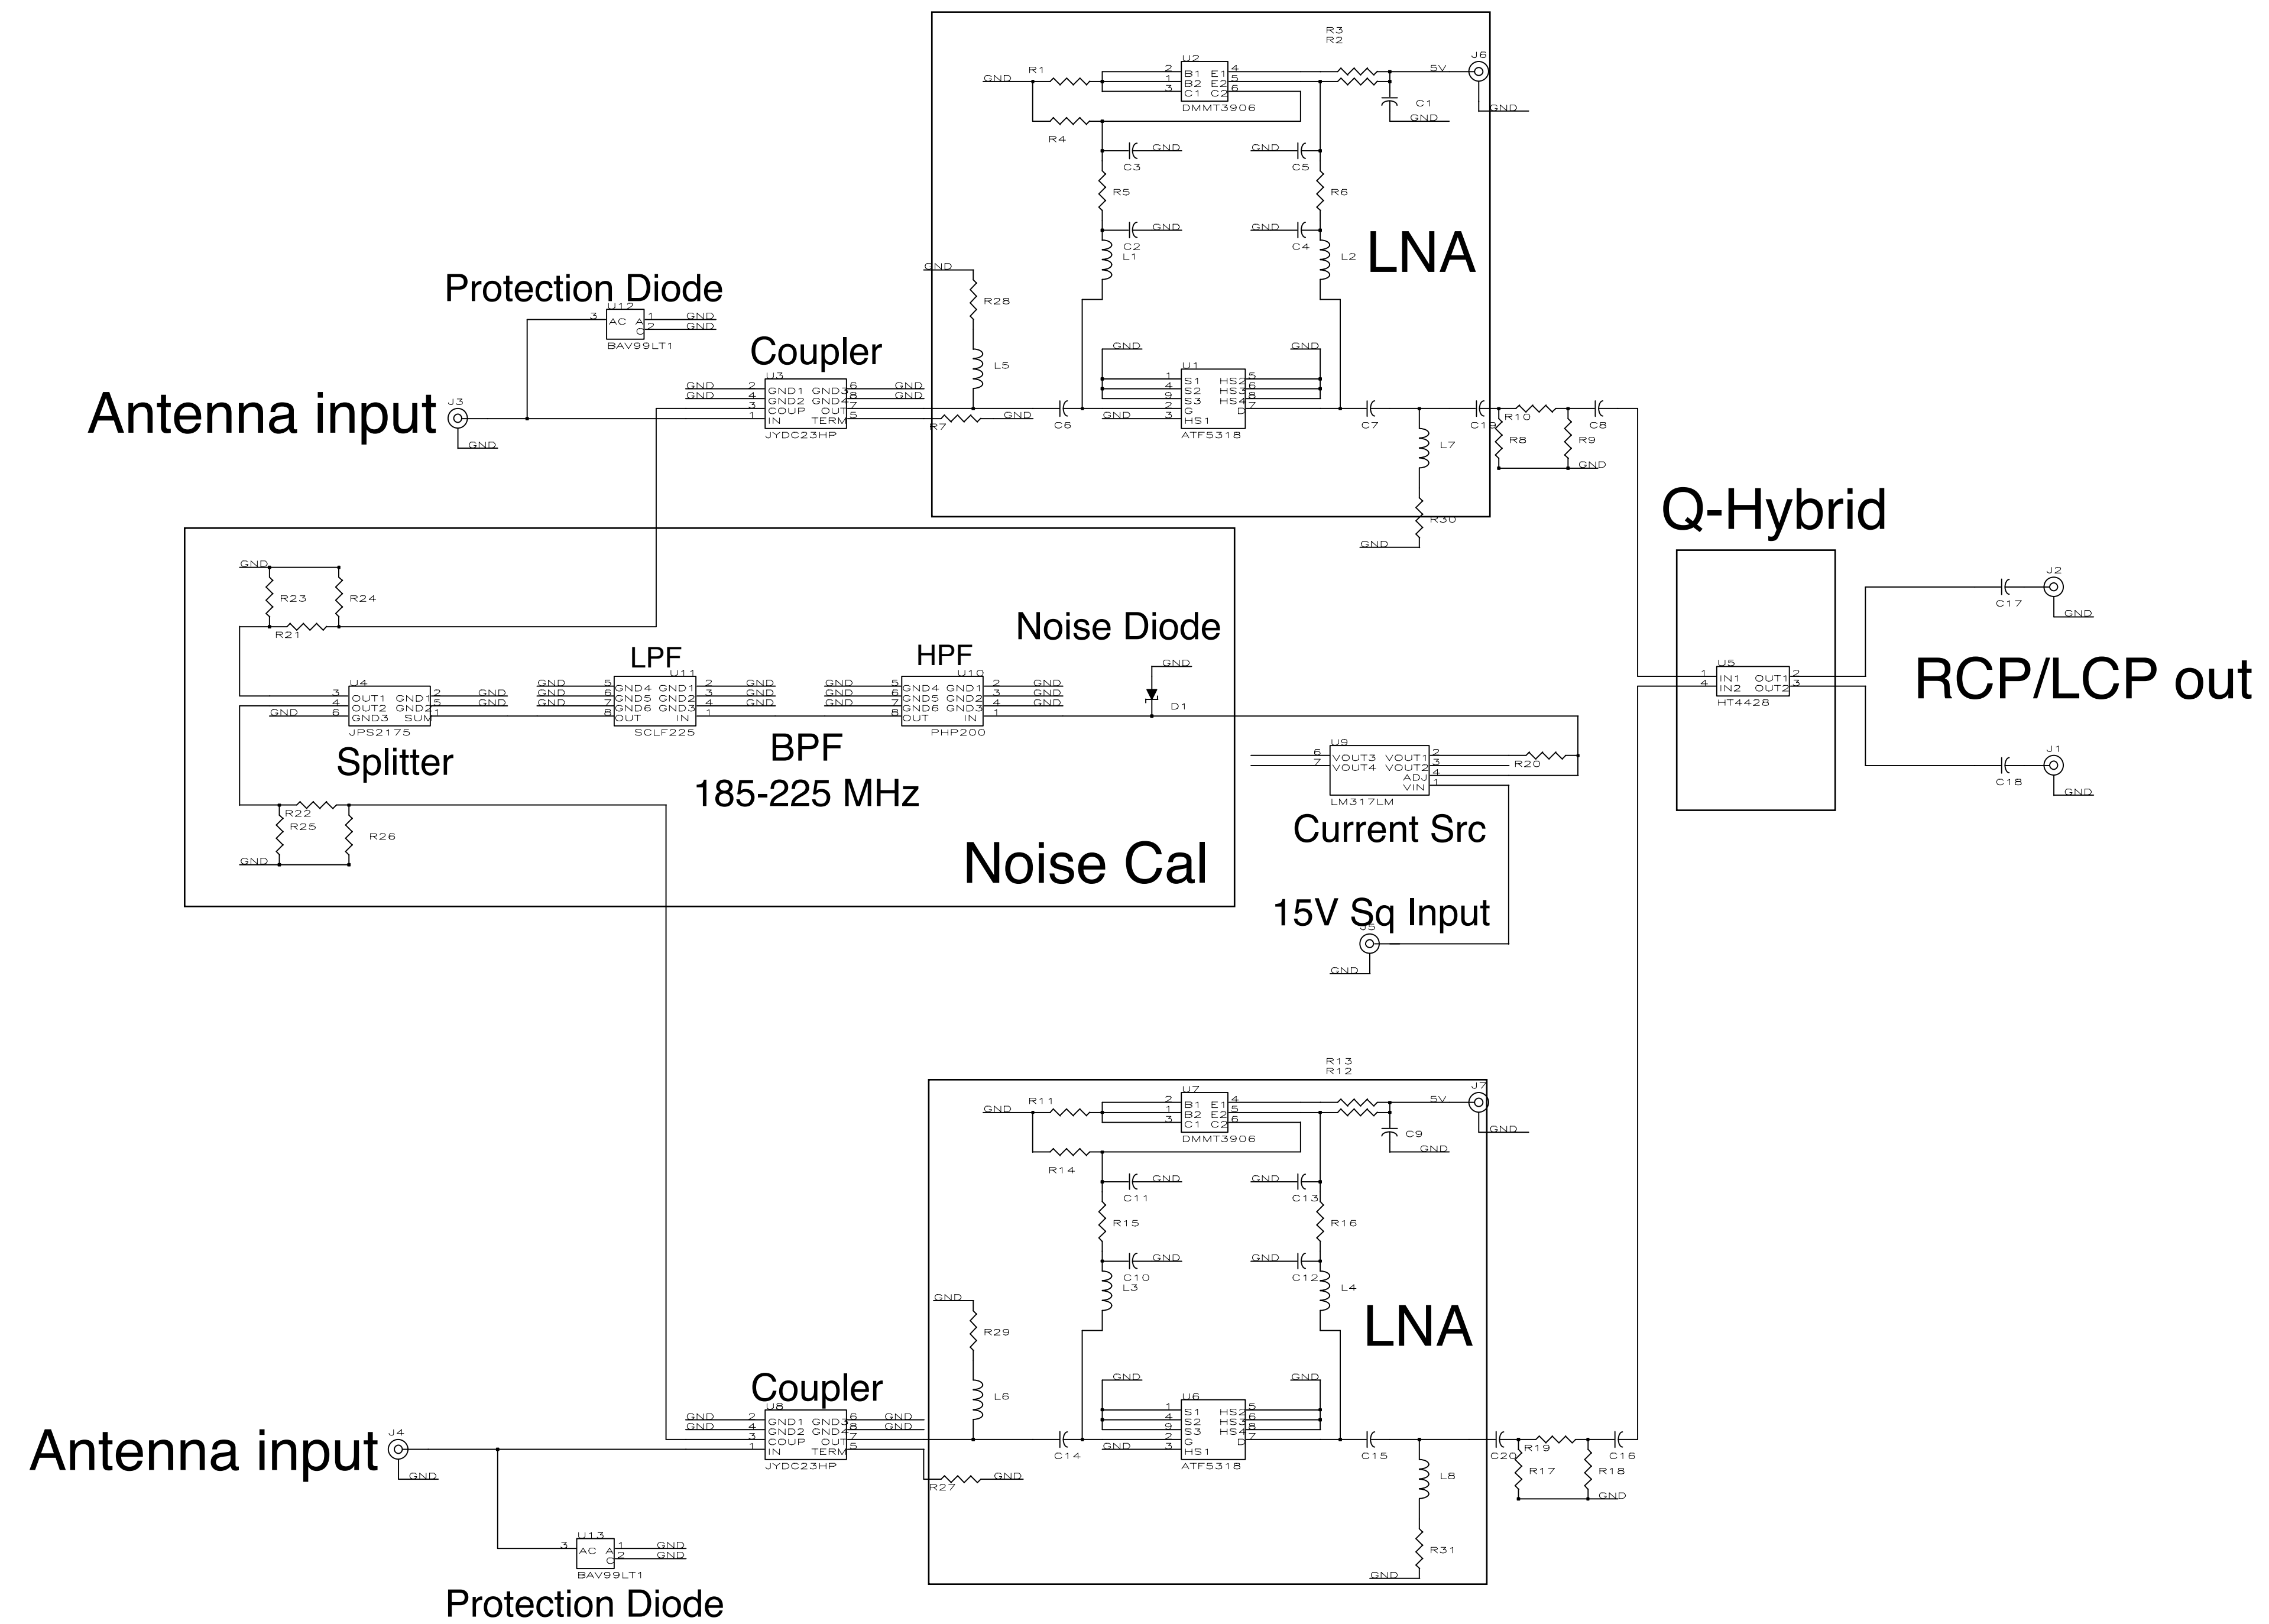 R3
R2
J6
R1
U2
GND
2 B1 E1 4
1 B2 E2 5
3 C1 C2 6
5V
DMMT3906
C1
GND
GND
R4
GND
C3
GND
C5
R5
R6
GND
C2
GND
C4
L1
L2
LNA
GND
R28
Protection Diode
U12
3 AC A 1 GND
C 2 GND
BAV99LT1
Coupler
GND
GND
L5
U3
U1
GND 2 GND1 GND3 6 GND
GND 4 GND2 GND4 8 GND
3 COUP OUT 7
1 IN TERM 5
JYDC23HP
1 S1 HS2 5
4 S2 HS3 6
9 S3 HS4 8
2 G D 7
GND 3 HS1
ATF5318
Antenna input
J3
GND
R7
GND
C6
C7
C19
R10
C8
L7
R8
R9
GND
R30
GND
Q-Hybrid
GND
R23
R24
R21
J2
C17
GND
Noise Diode
LPF
HPF
GND
U4
U11
U10
D1
3 OUT1 GND1 2 GND
4 OUT2 GND2 5 GND
GND 6 GND3 SUM 1
JPS2175
GND 5 GND4 GND1 2 GND
GND 6 GND5 GND2 3 GND
GND 7 GND6 GND3 4 GND
8 OUT IN 1
SCLF225
GND 5 GND4 GND1 2 GND
GND 6 GND5 GND2 3 GND
GND 7 GND6 GND3 4 GND
8 OUT IN 1
PHP200
U5
1 IN1 OUT1 2
4 IN2 OUT2 3
HT4428
RCP/LCP out
Splitter
BPF
185-225 MHz
U9
6 VOUT3 VOUT1 2
7 VOUT4 VOUT2 3
ADJ 4
VIN 1
LM317LM
R20
J1
C18
GND
R22
R25
R26
GND
Current Src
Noise Cal
15V Sq Input
J5
GND
R13
R12
J7
R11
U7
GND
2 B1 E1 4
1 B2 E2 5
3 C1 C2 6
5V
DMMT3906
C9
GND
GND
R14
GND
C11
GND
C13
R15
R16
GND
C10
GND
C12
L3
L4
GND
R29
LNA
Coupler
GND
GND
L6
U8
U6
GND 2 GND1 GND3 6 GND
GND 4 GND2 GND4 8 GND
3 COUP OUT 7
1 IN TERM 5
JYDC23HP
1 S1 HS2 5
4 S2 HS3 6
9 S3 HS4 8
2 G D 7
GND 3 HS1
ATF5318
Antenna input
J4
GND
R27
GND
C14
C15
C20
R19
C16
L8
R17
R18
GND
R31
GND
U13
3 AC A 1 GND
C 2 GND
BAV99LT1
Protection Diode